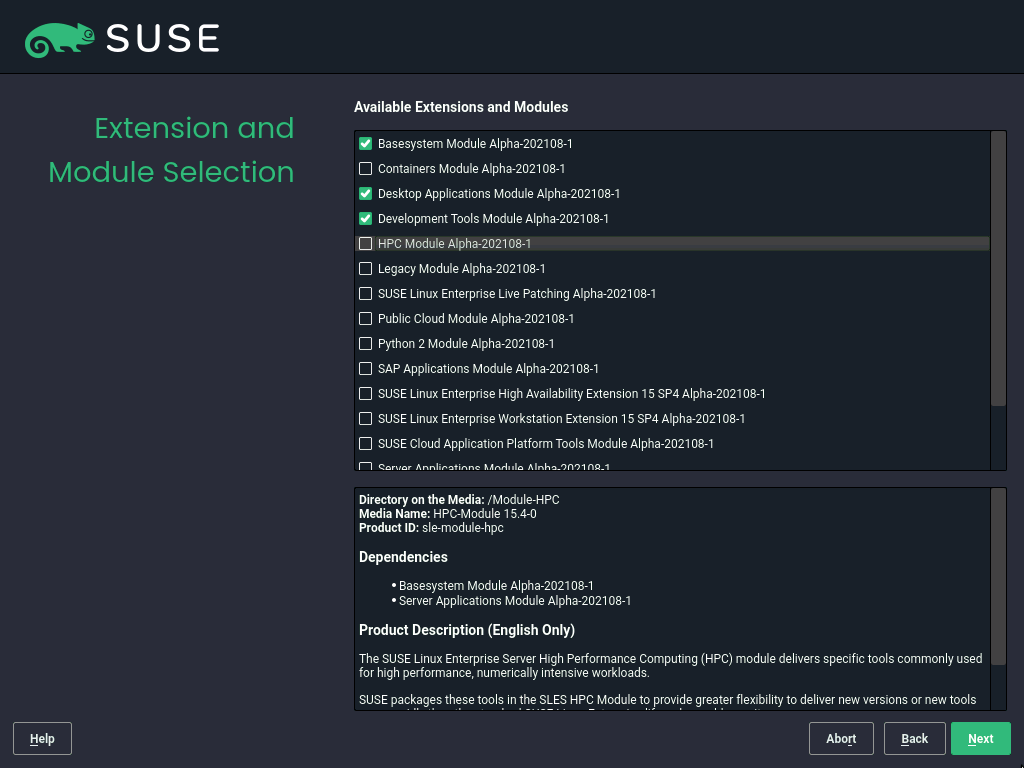 SUSE
Extension and
Module Selection
Available Extensions and Modules
Basesystem Module Alpha-202108-1
Containers Module Alpha-202108-1
Desktop Applications Module Alpha-202108-1
Development Tools Module Alpha-202108-1
HPC Module Alpha-202108-1
Legacy Module Alpha-202108-1
SUSE Linux Enterprise Live Patching Alpha-202108-1
Public Cloud Module Alpha-202108-1
Python 2 Module Alpha-202108-1
SAP Applications Module Alpha-202108-1
SUSE Linux Enterprise High Availability Extension 15 SP4 Alpha-202108-1
SUSE Linux Enterprise Workstation Extension 15 SP4 Alpha-202108-1
SUSE Cloud Application Platform Tools Module Alpha-202108-1
Server Applications Module Alpha-202108-1
Directory on the Media: /Module-HPC
Media Name: HPC-Module 15.4-0
Product ID: sle-module-hpc
Dependencies
• Basesystem Module Alpha-202108-1
• Server Applications Module Alpha-202108-1
Product Description (English Only)
The SUSE Linux Enterprise Server High Performance Computing (HPC) module delivers specific tools commonly used
for high performance, numerically intensive workloads.
SUSE packages these tools in the SLES HPC Module to provide greater flexibility to deliver new versions or new tools
Help
Abort
Back
Next